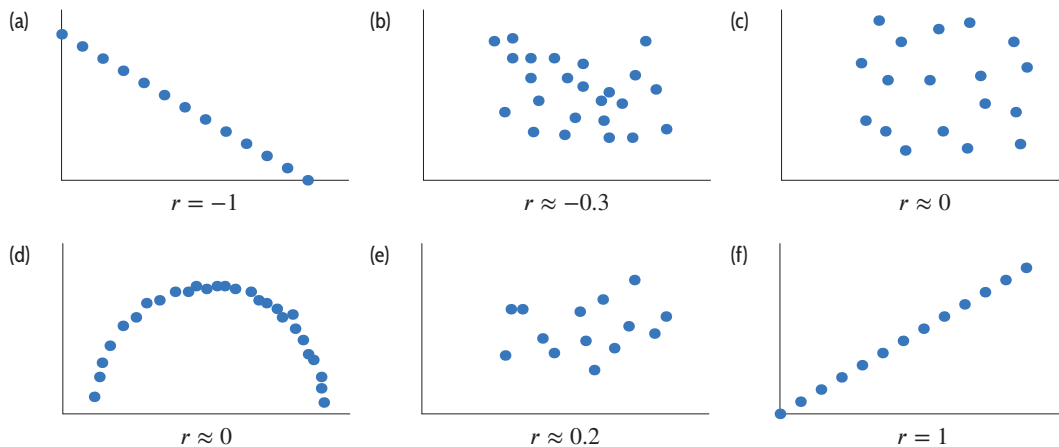 (a)
(b)
(c)
r = −1
r ≈ −0.3
r ≈ 0
(d)
(e)
(f)
r ≈ 0
r ≈ 0.2
r = 1